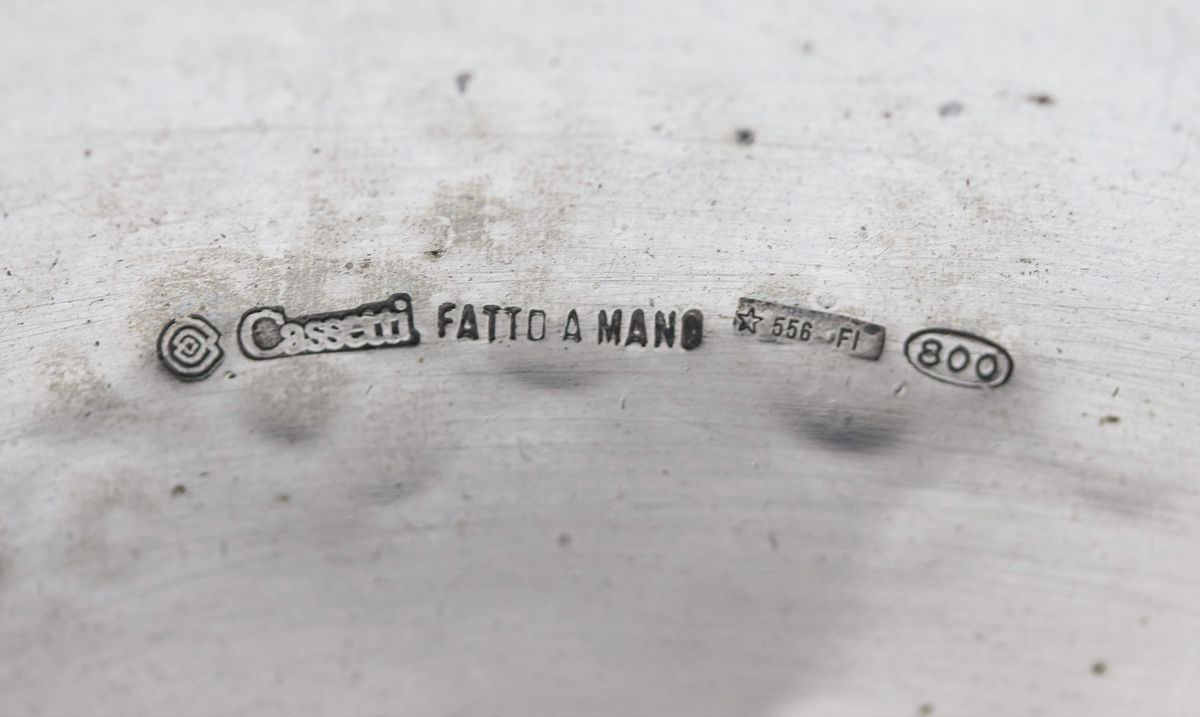 Cassetti FATTO A MANO ☆ 556 FI 800